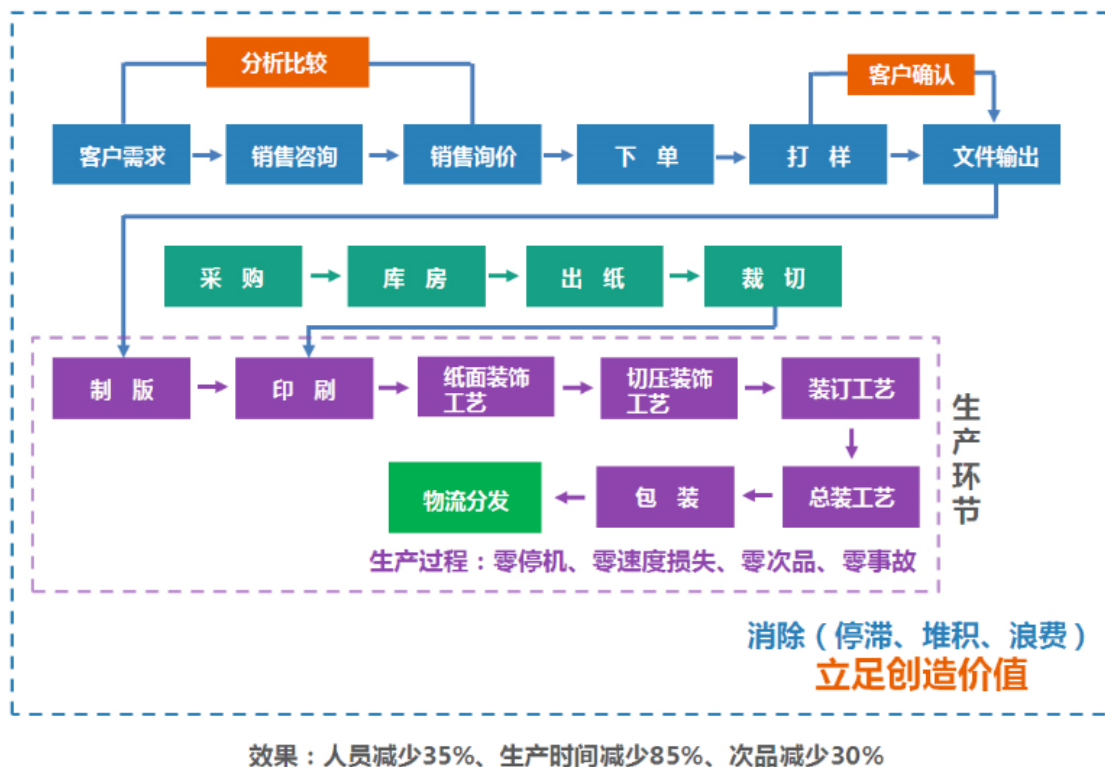 分析比较
客户确认
客户需求
销售咨询
销售询价
下 单
打 样
文件输出
采 购
库 房
出 纸
裁 切
制 版
印 刷
纸面装饰
工艺
切压装饰
工艺
装订工艺
生产环节
物流分发
包 装
总装工艺
生产过程：零停机、零速度损失、零次品、零事故
消除（停滞、堆积、浪费）
立足创造价值
效果：人员减少35%、生产时间减少85%、次品减少30%